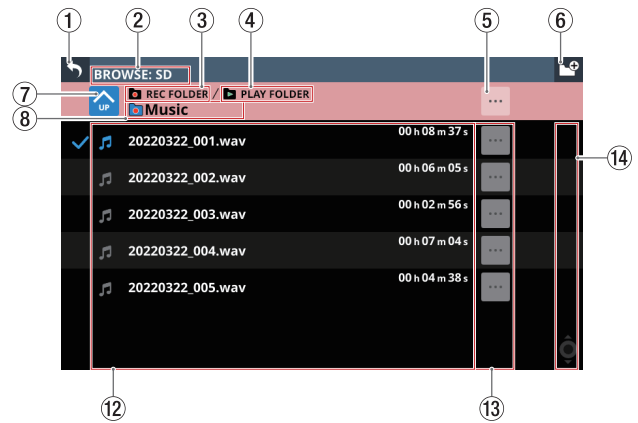 ① ② ③ ④ ⑤ ⑥
BROWSE: SD
⑦ UP REC FOLDER / PLAY FOLDER ...
⑧ Music
20220322_001.wav 00 h 08 m 37 s ...
⑭
20220322_002.wav 00 h 06 m 05 s ...
20220322_003.wav 00 h 02 m 56 s ...
20220322_004.wav 00 h 07 m 04 s ...
20220322_005.wav 00 h 04 m 38 s ...
⑫ ⑬